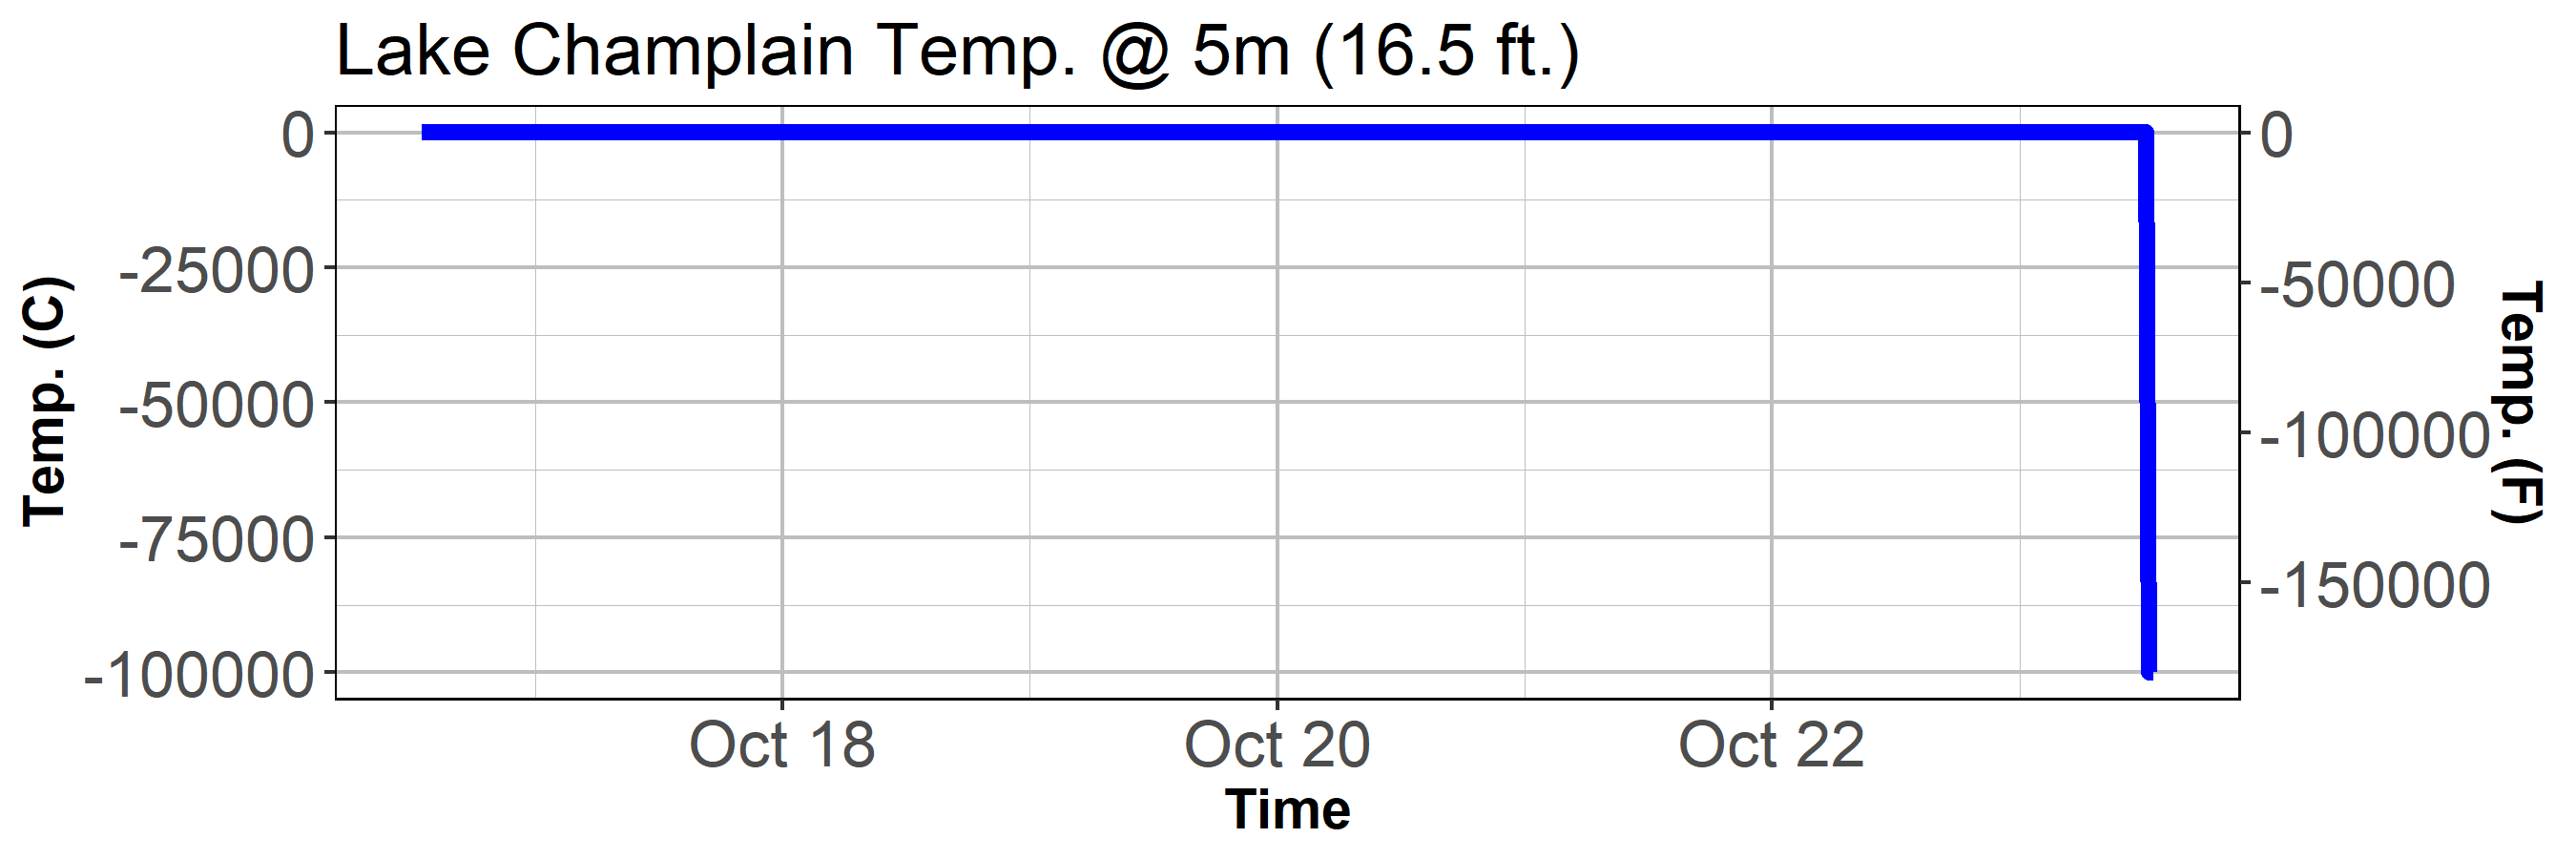 Lake Champlain Temp. @ 5m (16.5 ft.)
Temp. (C)
0
-25000
-50000
-75000
-100000
0
-50000
-100000
-150000
Temp. (F)
Oct 18 Oct 20 Oct 22
Time